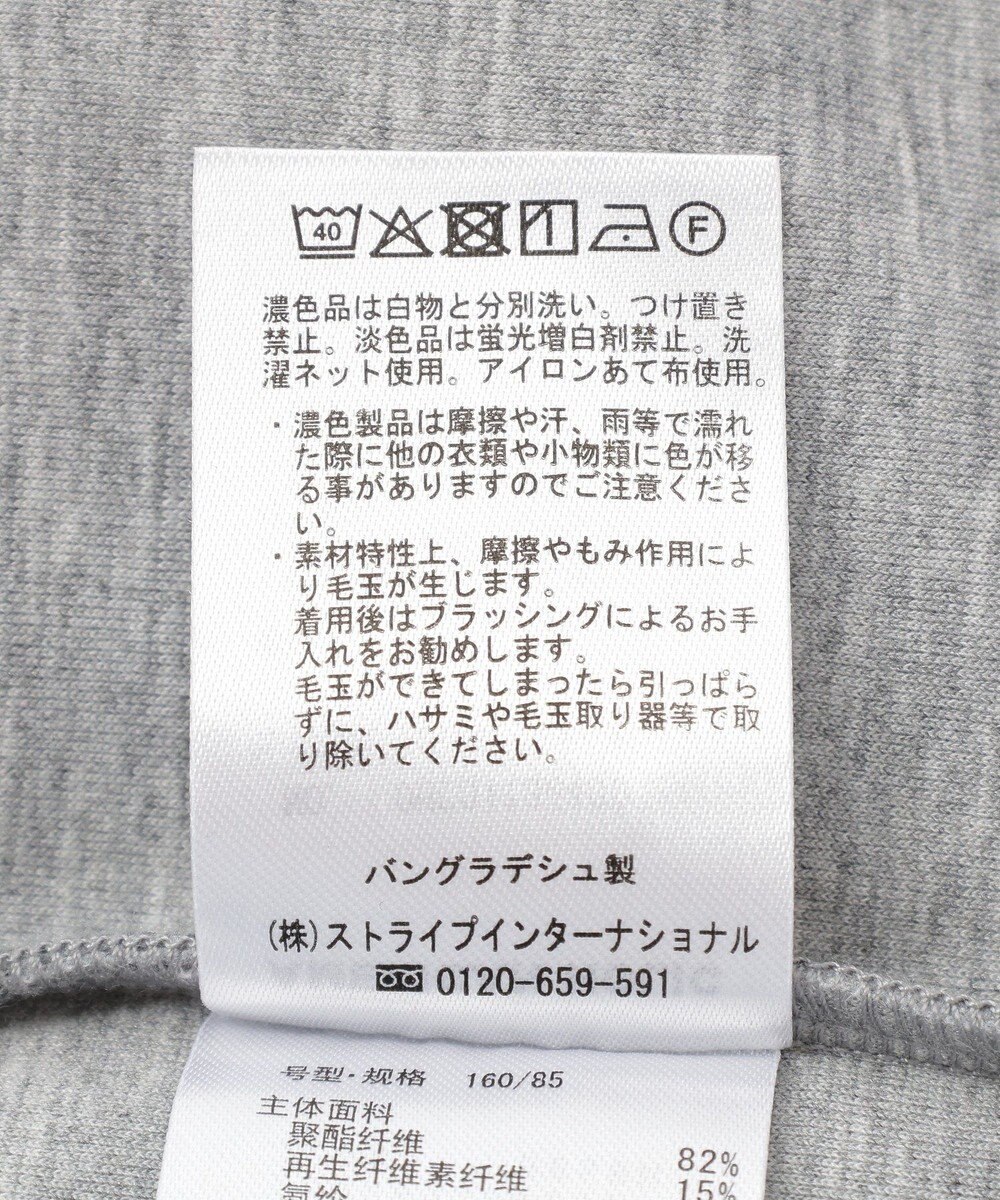 40
F
濃色品は白物と分別洗い。つけ置き
禁止。淡色品は蛍光増白剤禁止。洗
濯ネット使用。アイロンあて布使用。
・濃色製品は摩擦や汗、雨等で濡れ
た際に他の衣類や小物類に色が移
る事がありますのでご注意くださ
い。
・素材特性上、摩擦やもみ作用によ
り毛玉が生じます。
着用後はブラッシングによるお手
入れをお勧めします。
毛玉ができてしまったら引っぱら
ずに、ハサミや毛玉取り器等で取
り除いてください。
バングラデシュ製
(株)ストライプインターナショナル
0120-659-591
号型·规格 160/85
主体面料
聚酯纤维 82%
再生纤维素纤维 15%
氨纶